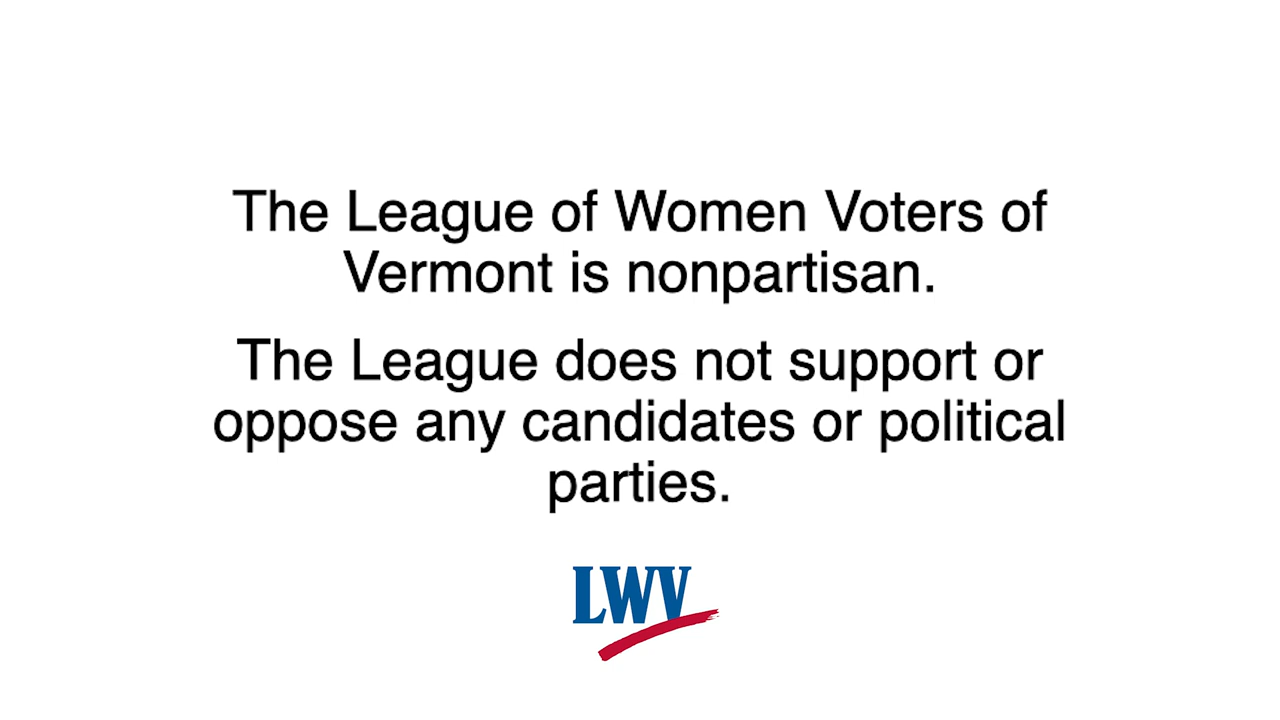 The League of Women Voters of
Vermont is nonpartisan.
The League does not support or
oppose any candidates or political
parties.
LWV